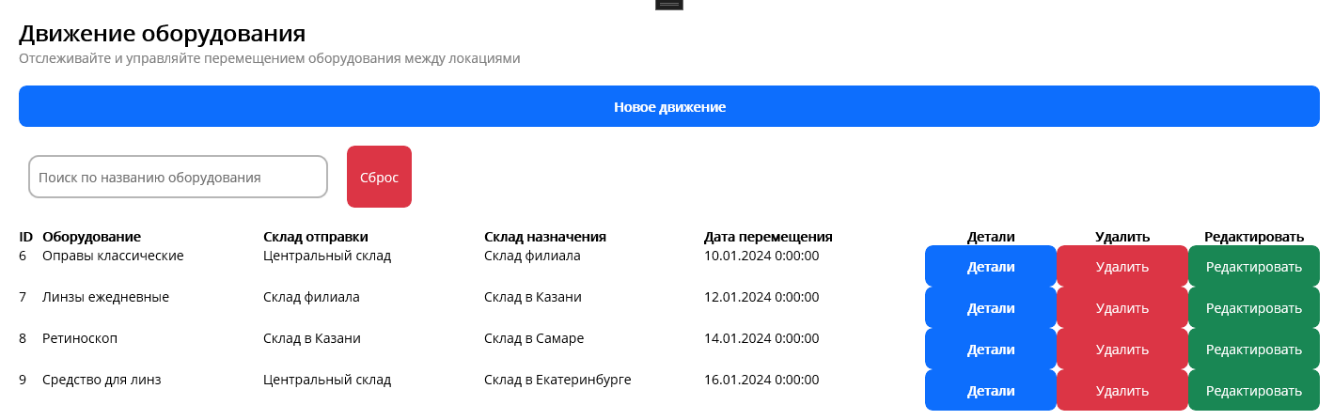 Движение оборудования
Отслеживайте и управляйте перемещением оборудования между локациями
Новое движение
Поиск по названию оборудования Сброс
ID Оборудование Склад отправки Склад назначения Дата перемещения Детали Удалить Редактировать
6 Оправы классические Центральный склад Склад филиала 10.01.2024 0:00:00 Детали Удалить Редактировать
7 Линзы ежедневные Склад филиала Склад в Казани 12.01.2024 0:00:00 Детали Удалить Редактировать
8 Ретиноскоп Склад в Казани Склад в Самаре 14.01.2024 0:00:00 Детали Удалить Редактировать
9 Средство для линз Центральный склад Склад в Екатеринбурге 16.01.2024 0:00:00 Детали Удалить Редактировать